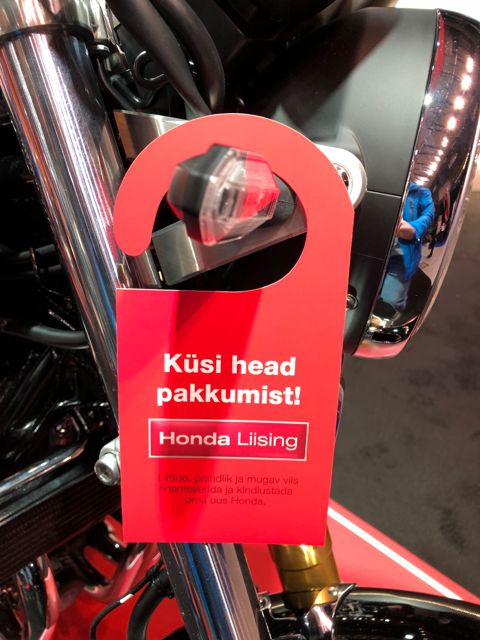 Küsi head
pakkumist!
Honda Liising
Lihtne, paindlik ja mugav viis
finantseerida ja kindlustada
oma uus Honda.